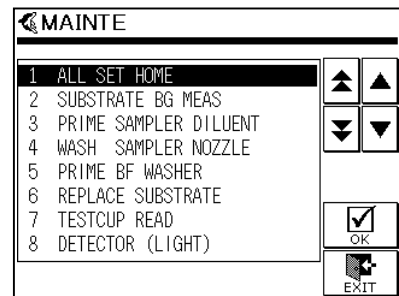 MAINTE
1 ALL SET HOME
2 SUBSTRATE BG MEAS
3 PRIME SAMPLER DILUENT
4 WASH SAMPLER NOZZLE
5 PRIME BF WASHER
6 REPLACE SUBSTRATE
7 TESTCUP READ
8 DETECTOR (LIGHT)
OK
EXIT